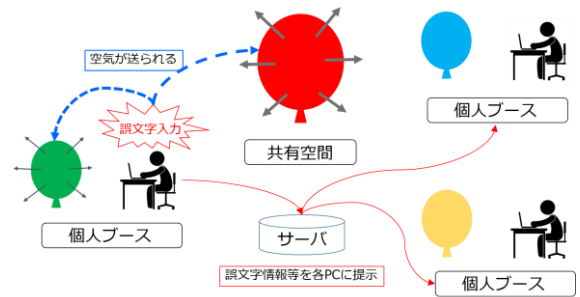 空気が送られる
誤文字入力
共有空間
個人ブース
個人ブース
サーバ
誤文字情報等を各PCに提示
個人ブース